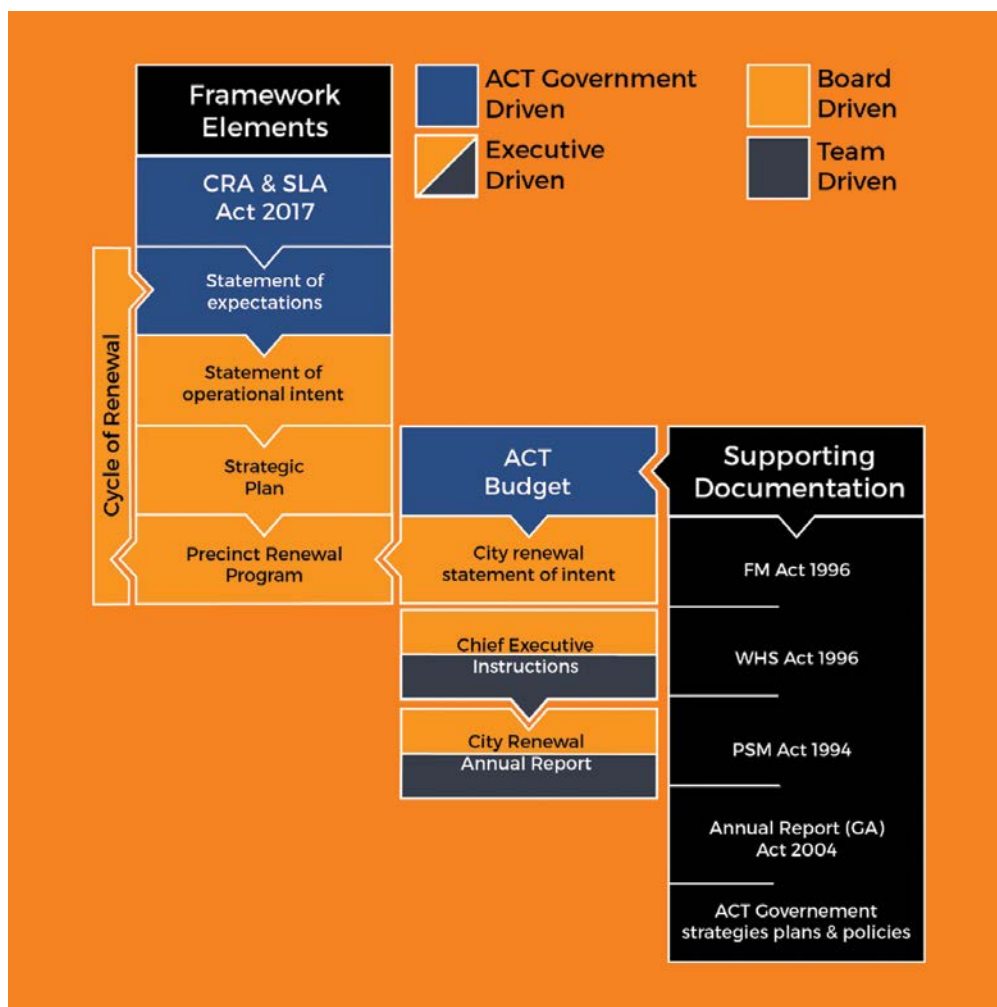 Framework
Elements
ACT Government
Driven
Board
Driven
Executive
Driven
Team
Driven
CRA & SLA
Act 2017
Cycle of Renewal
Statement of
expectations
Statement of
operational intent
Strategic
Plan
Precinct Renewal
Program
ACT
Budget
City renewal
statement of intent
Chief Executive
Instructions
City Renewal
Annual Report
Supporting
Documentation
FM Act 1996
WHS Act 1996
PSM Act 1994
Annual Report (GA)
Act 2004
ACT Governement
strategies plans & policies